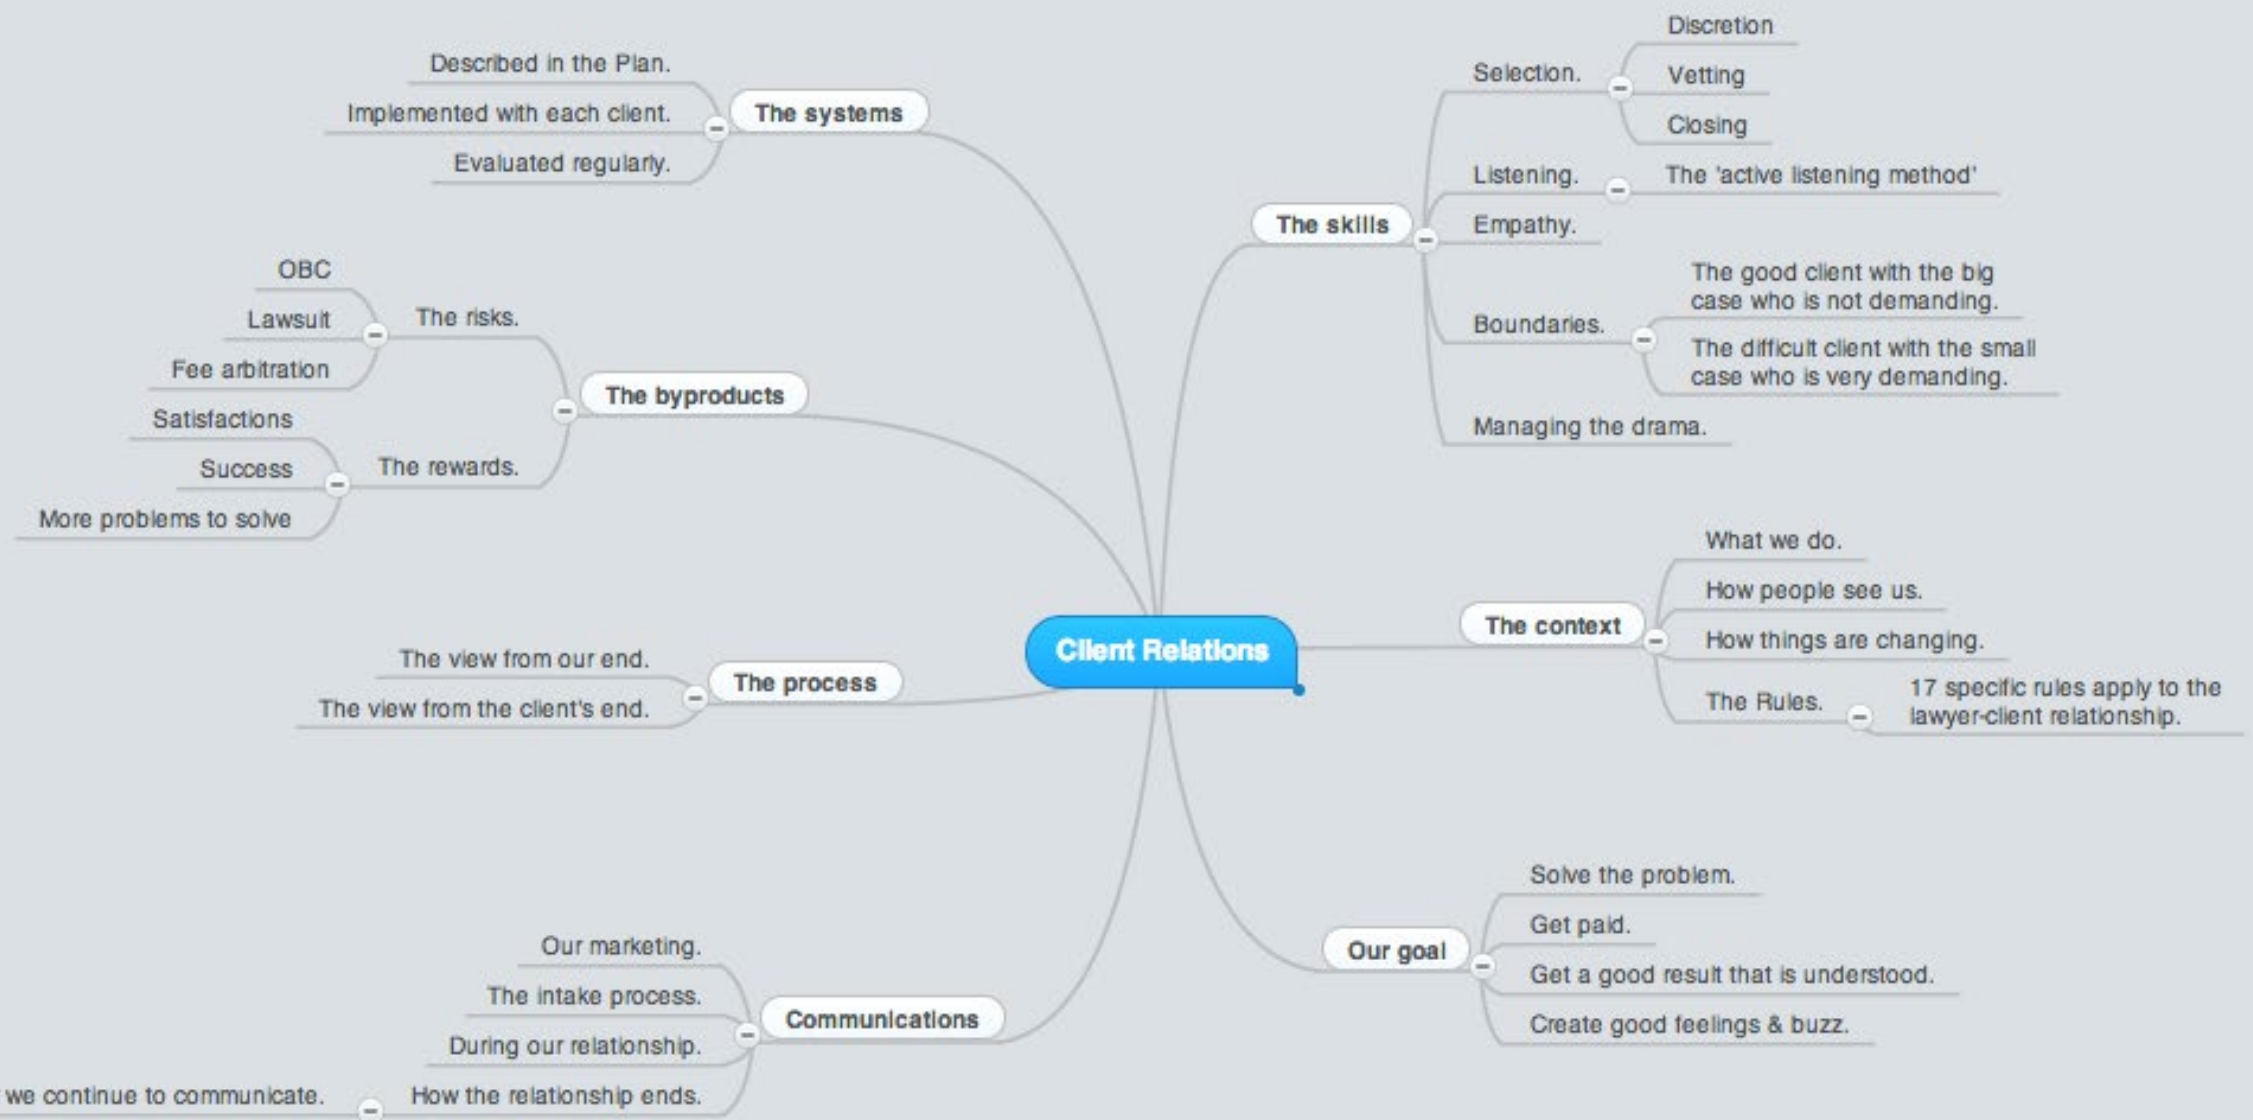 Client Relations
The skills
Selection.
Discretion
Vetting
Closing
Listening.
The 'active listening method'
Empathy.
Boundaries.
The good client with the big
case who is not demanding.
The difficult client with the small
case who is very demanding.
Managing the drama.
The context
What we do.
How people see us.
How things are changing.
The Rules.
17 specific rules apply to the
lawyer-client relationship.
Our goal
Solve the problem.
Get paid.
Get a good result that is understood.
Create good feelings & buzz.
The systems
Described in the Plan.
Implemented with each client.
Evaluated regularly.
The byproducts
The risks.
OBC
Lawsuit
Fee arbitration
The rewards.
Satisfactions
Success
More problems to solve
The process
The view from our end.
The view from the client's end.
Communications
Our marketing.
The intake process.
During our relationship.
How the relationship ends.
we continue to communicate.